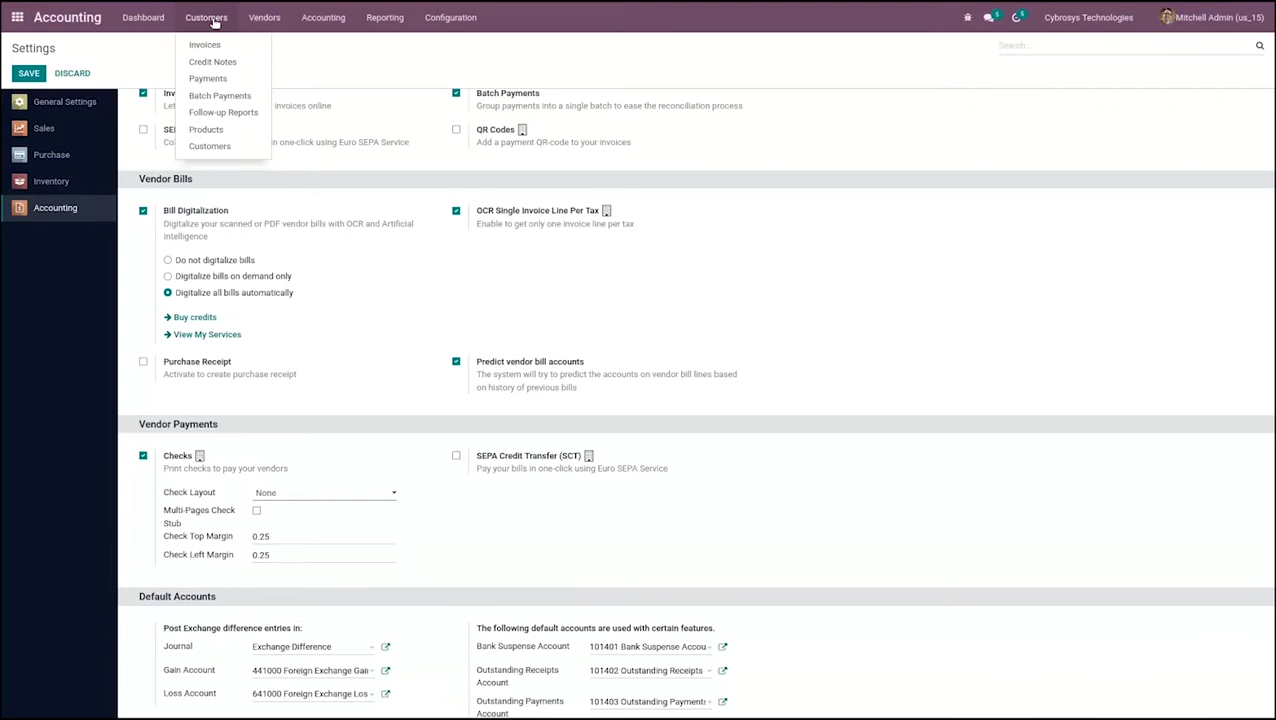 Accounting Dashboard Customers Vendors Accounting Reporting Configuration 5 5 Cybrosys Technologies Mitchell Admin (us_15)
Settings
Search...
SAVE DISCARD
Invoices
Credit Notes
Payments
Batch Payments
Follow-up Reports
Products
Customers
General Settings
Sales
Purchase
Inventory
Accounting
Inv
Let invoices online
Batch Payments
Group payments into a single batch to ease the reconciliation process
SE
in one-click using Euro SEPA Service
QR Codes
Add a payment QR-code to your invoices
Vendor Bills
Bill Digitalization
Digitalize your scanned or PDF vendor bills with OCR and Artificial
Intelligence
Do not digitalize bills
Digitalize bills on demand only
Digitalize all bills automatically
Buy credits
View My Services
OCR Single Invoice Line Per Tax
Enable to get only one invoice line per tax
Purchase Receipt
Activate to create purchase receipt
Predict vendor bill accounts
The system will try to predict the accounts on vendor bill lines based
on history of previous bills
Vendor Payments
Checks
Print checks to pay your vendors
Check Layout None
Multi-Pages Check
Stub
Check Top Margin 0.25
Check Left Margin 0.25
SEPA Credit Transfer (SCT)
Pay your bills in one-click using Euro SEPA Service
Default Accounts
Post Exchange difference entries in:
Journal Exchange Difference
Gain Account 441000 Foreign Exchange Gai
Loss Account 641000 Foreign Exchange Los
The following default accounts are used with certain features.
Bank Suspense Account 101401 Bank Suspense Accou
Outstanding Receipts 101402 Outstanding Receipts
Account
Outstanding Payments 101403 Outstanding Payment
Account